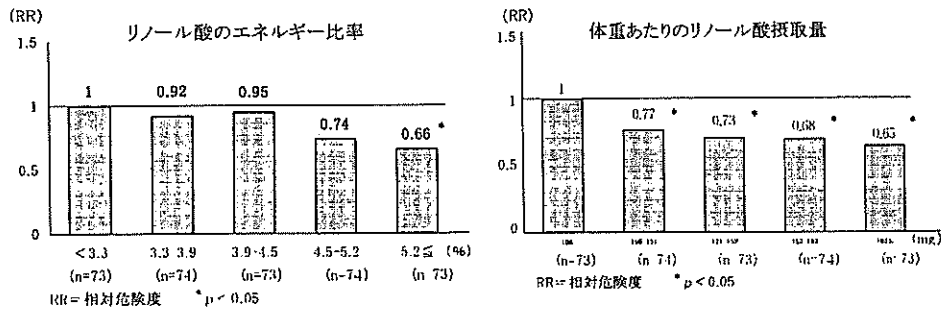 (RR)
リノール酸のエネルギー比率
1.5
1
0.5
0
1
0.92
0.95
0.74
0.66 *
<3.3
3.3-3.9
3.9-4.5
4.5-5.2
5.2≦ (%)
(n=73)
(n=74)
(n=73)
(n=74)
(n=73)
RR=相対危険度 *p<0.05
(RR)
体重あたりのリノール酸摂取量
1.5
1
0.5
0
1
0.77 *
0.73 *
0.68 *
0.65 *
(mg)
(n=73)
(n=74)
(n=73)
(n=74)
(n=73)
RR=相対危険度 *p<0.05